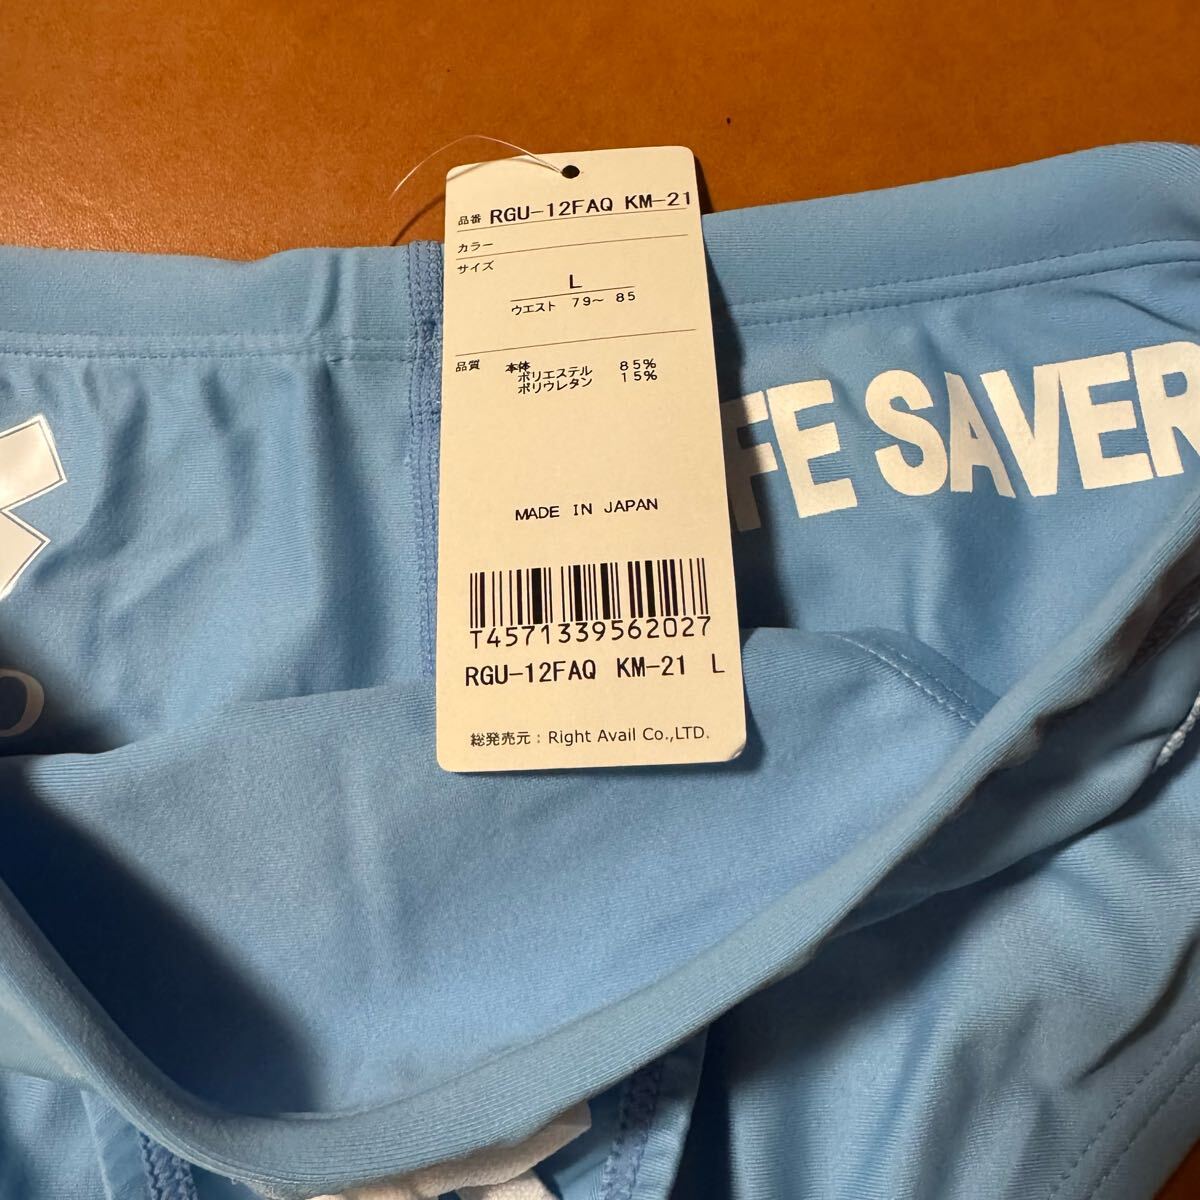 品番 RGU-12FAQ KM-21
カラー
サイズ
L
ウエスト 79～ 85
品質 本体
ポリエステル 85%
ポリウレタン 15%
MADE IN JAPAN
T4571339562027
RGU-12FAQ KM-21 L
総発売元：Right Avail Co.,LTD.
FE SAVER